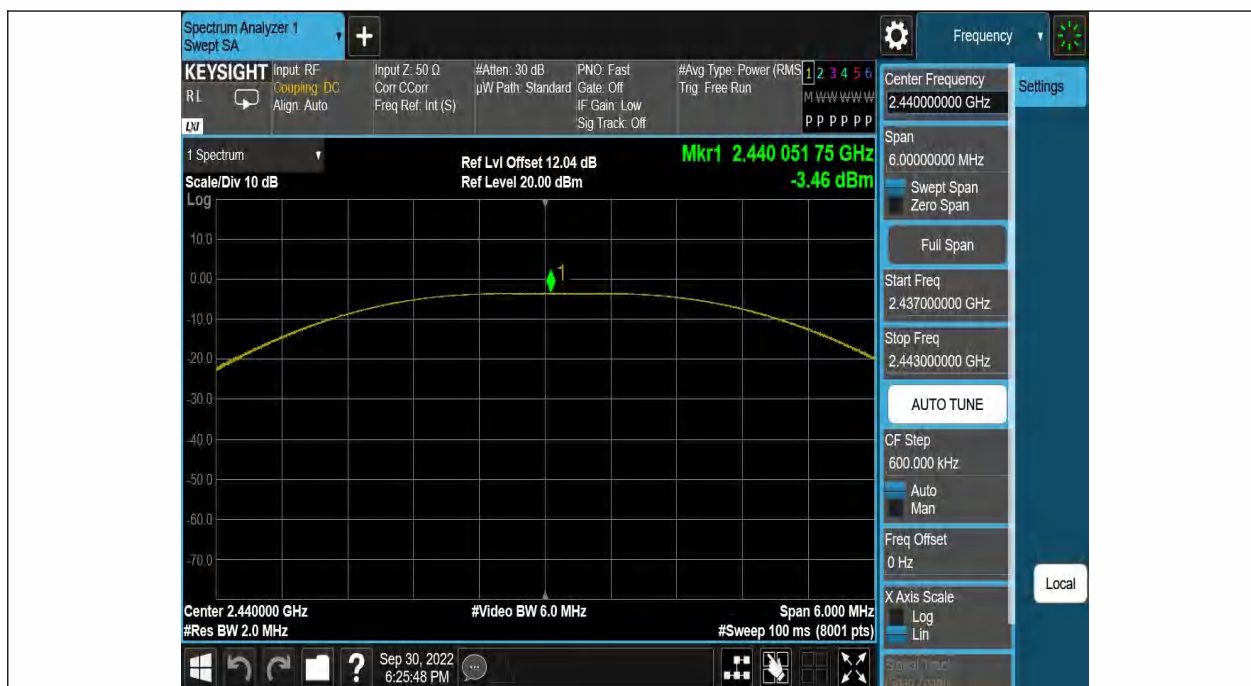 Spectrum Analyzer 1
Swept SA
+
Frequency
KEYSIGHT
RL
LXI
Input: RF
Coupling: DC
Align: Auto
Input Z: 50 Ω
Corr CCorr
Freq Ref: Int (S)
#Atten: 30 dB
µW Path: Standard
PNO: Fast
Gate: Off
IF Gain: Low
Sig Track: Off
#Avg Type: Power (RMS
Trig: Free Run
1 2 3 4 5 6
M W W W W W
P P P P P P
1 Spectrum
Scale/Div 10 dB
Log
Ref Lvl Offset 12.04 dB
Ref Level 20.00 dBm
Mkr1 2.440 051 75 GHz
-3.46 dBm
1
10.0
0.00
-10.0
-20.0
-30.0
-40.0
-50.0
-60.0
-70.0
Center 2.440000 GHz
#Res BW 2.0 MHz
#Video BW 6.0 MHz
Span 6.000 MHz
#Sweep 100 ms (8001 pts)
?
Sep 30, 2022
6:25:48 PM
Center Frequency
2.440000000 GHz
Span
6.00000000 MHz
Swept Span
Zero Span
Full Span
Start Freq
2.437000000 GHz
Stop Freq
2.443000000 GHz
AUTO TUNE
CF Step
600.000 kHz
Auto
Man
Freq Offset
0 Hz
X Axis Scale
Log
Lin
Settings
Local